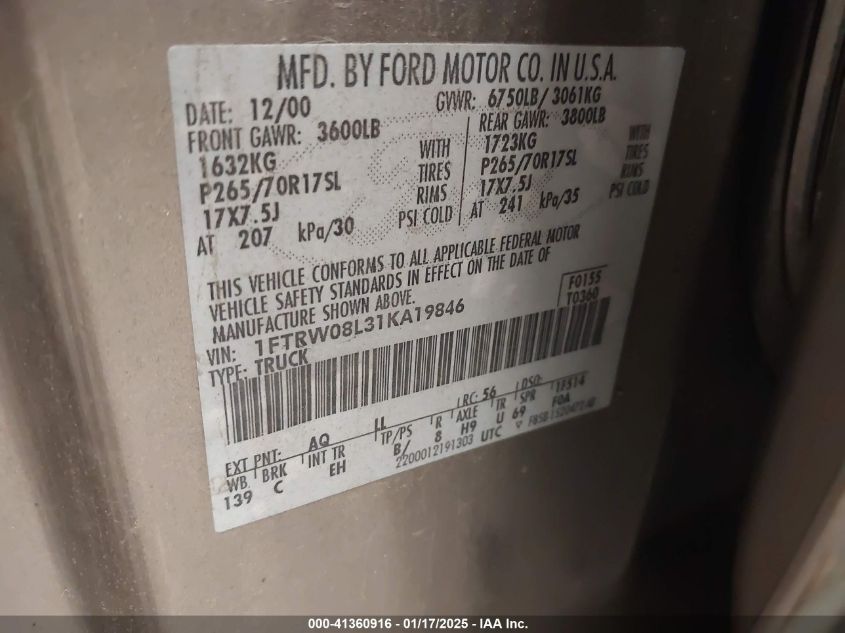 MFD. BY FORD MOTOR CO. IN U.S.A.
DATE: 12/00 GVWR: 6750LB/ 3061KG
FRONT GAWR: 3600LB REAR GAWR: 3800LB
1632KG WITH 1723KG WITH
P265/70R17SL TIRES P265/70R17SL TIRES
17X7.5J RIMS 17X7.5J RIMS
AT 207 kPa/30 PSI COLD AT 241 kPa/35 PSI COLD
THIS VEHICLE CONFORMS TO ALL APPLICABLE FEDERAL MOTOR
VEHICLE SAFETY STANDARDS IN EFFECT ON THE DATE OF
MANUFACTURE SHOWN ABOVE.
F0155
T0360
VIN: 1FTRW08L31KA19846
TYPE: TRUCK
EXT PNT: AQ LL RC: 56 DSO: 1F514
WB BRK INT TR TP/PS R AXLE TR SPR F0A
139 C EH B/ 8 H9 U 69
2200012191303 UTC
000-41360916 - 01/17/2025 - IAA Inc.